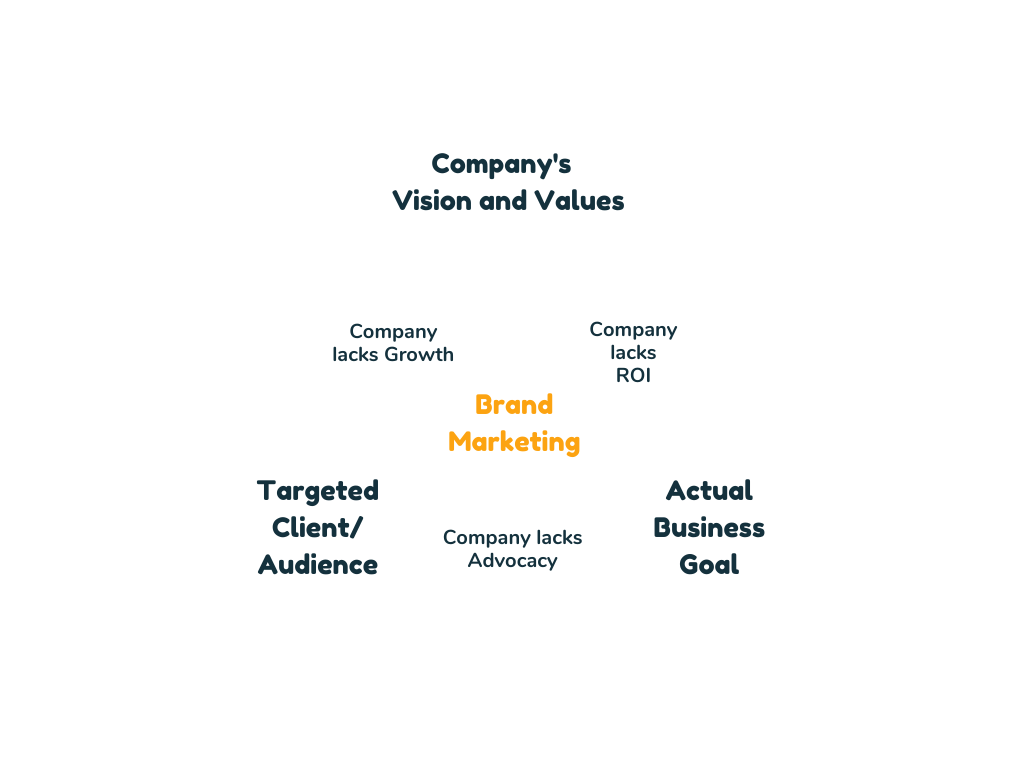 Company's
Vision and Values
Company
lacks Growth
Company
lacks
ROI
Brand
Marketing
Targeted
Client/
Audience
Company lacks
Advocacy
Actual
Business
Goal